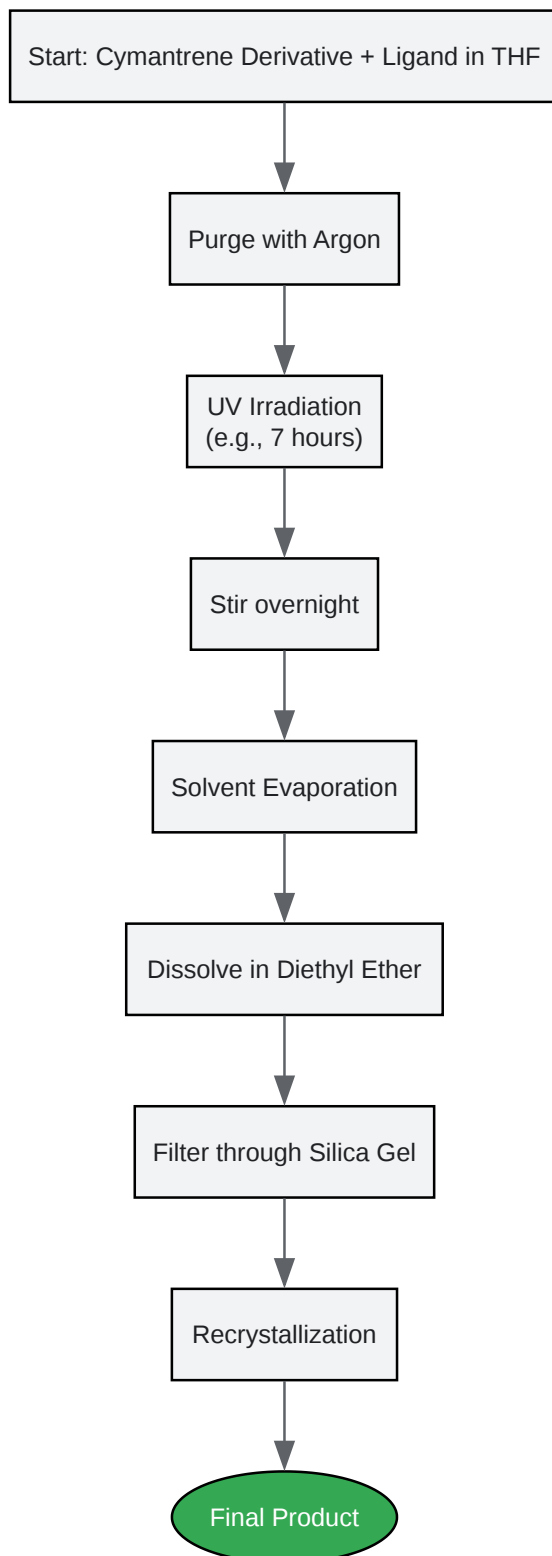 Start: Cymantrene Derivative + Ligand in THF
Purge with Argon
UV Irradiation
(e.g., 7 hours)
Stir overnight
Solvent Evaporation
Dissolve in Diethyl Ether
Filter through Silica Gel
Recrystallization
Final Product